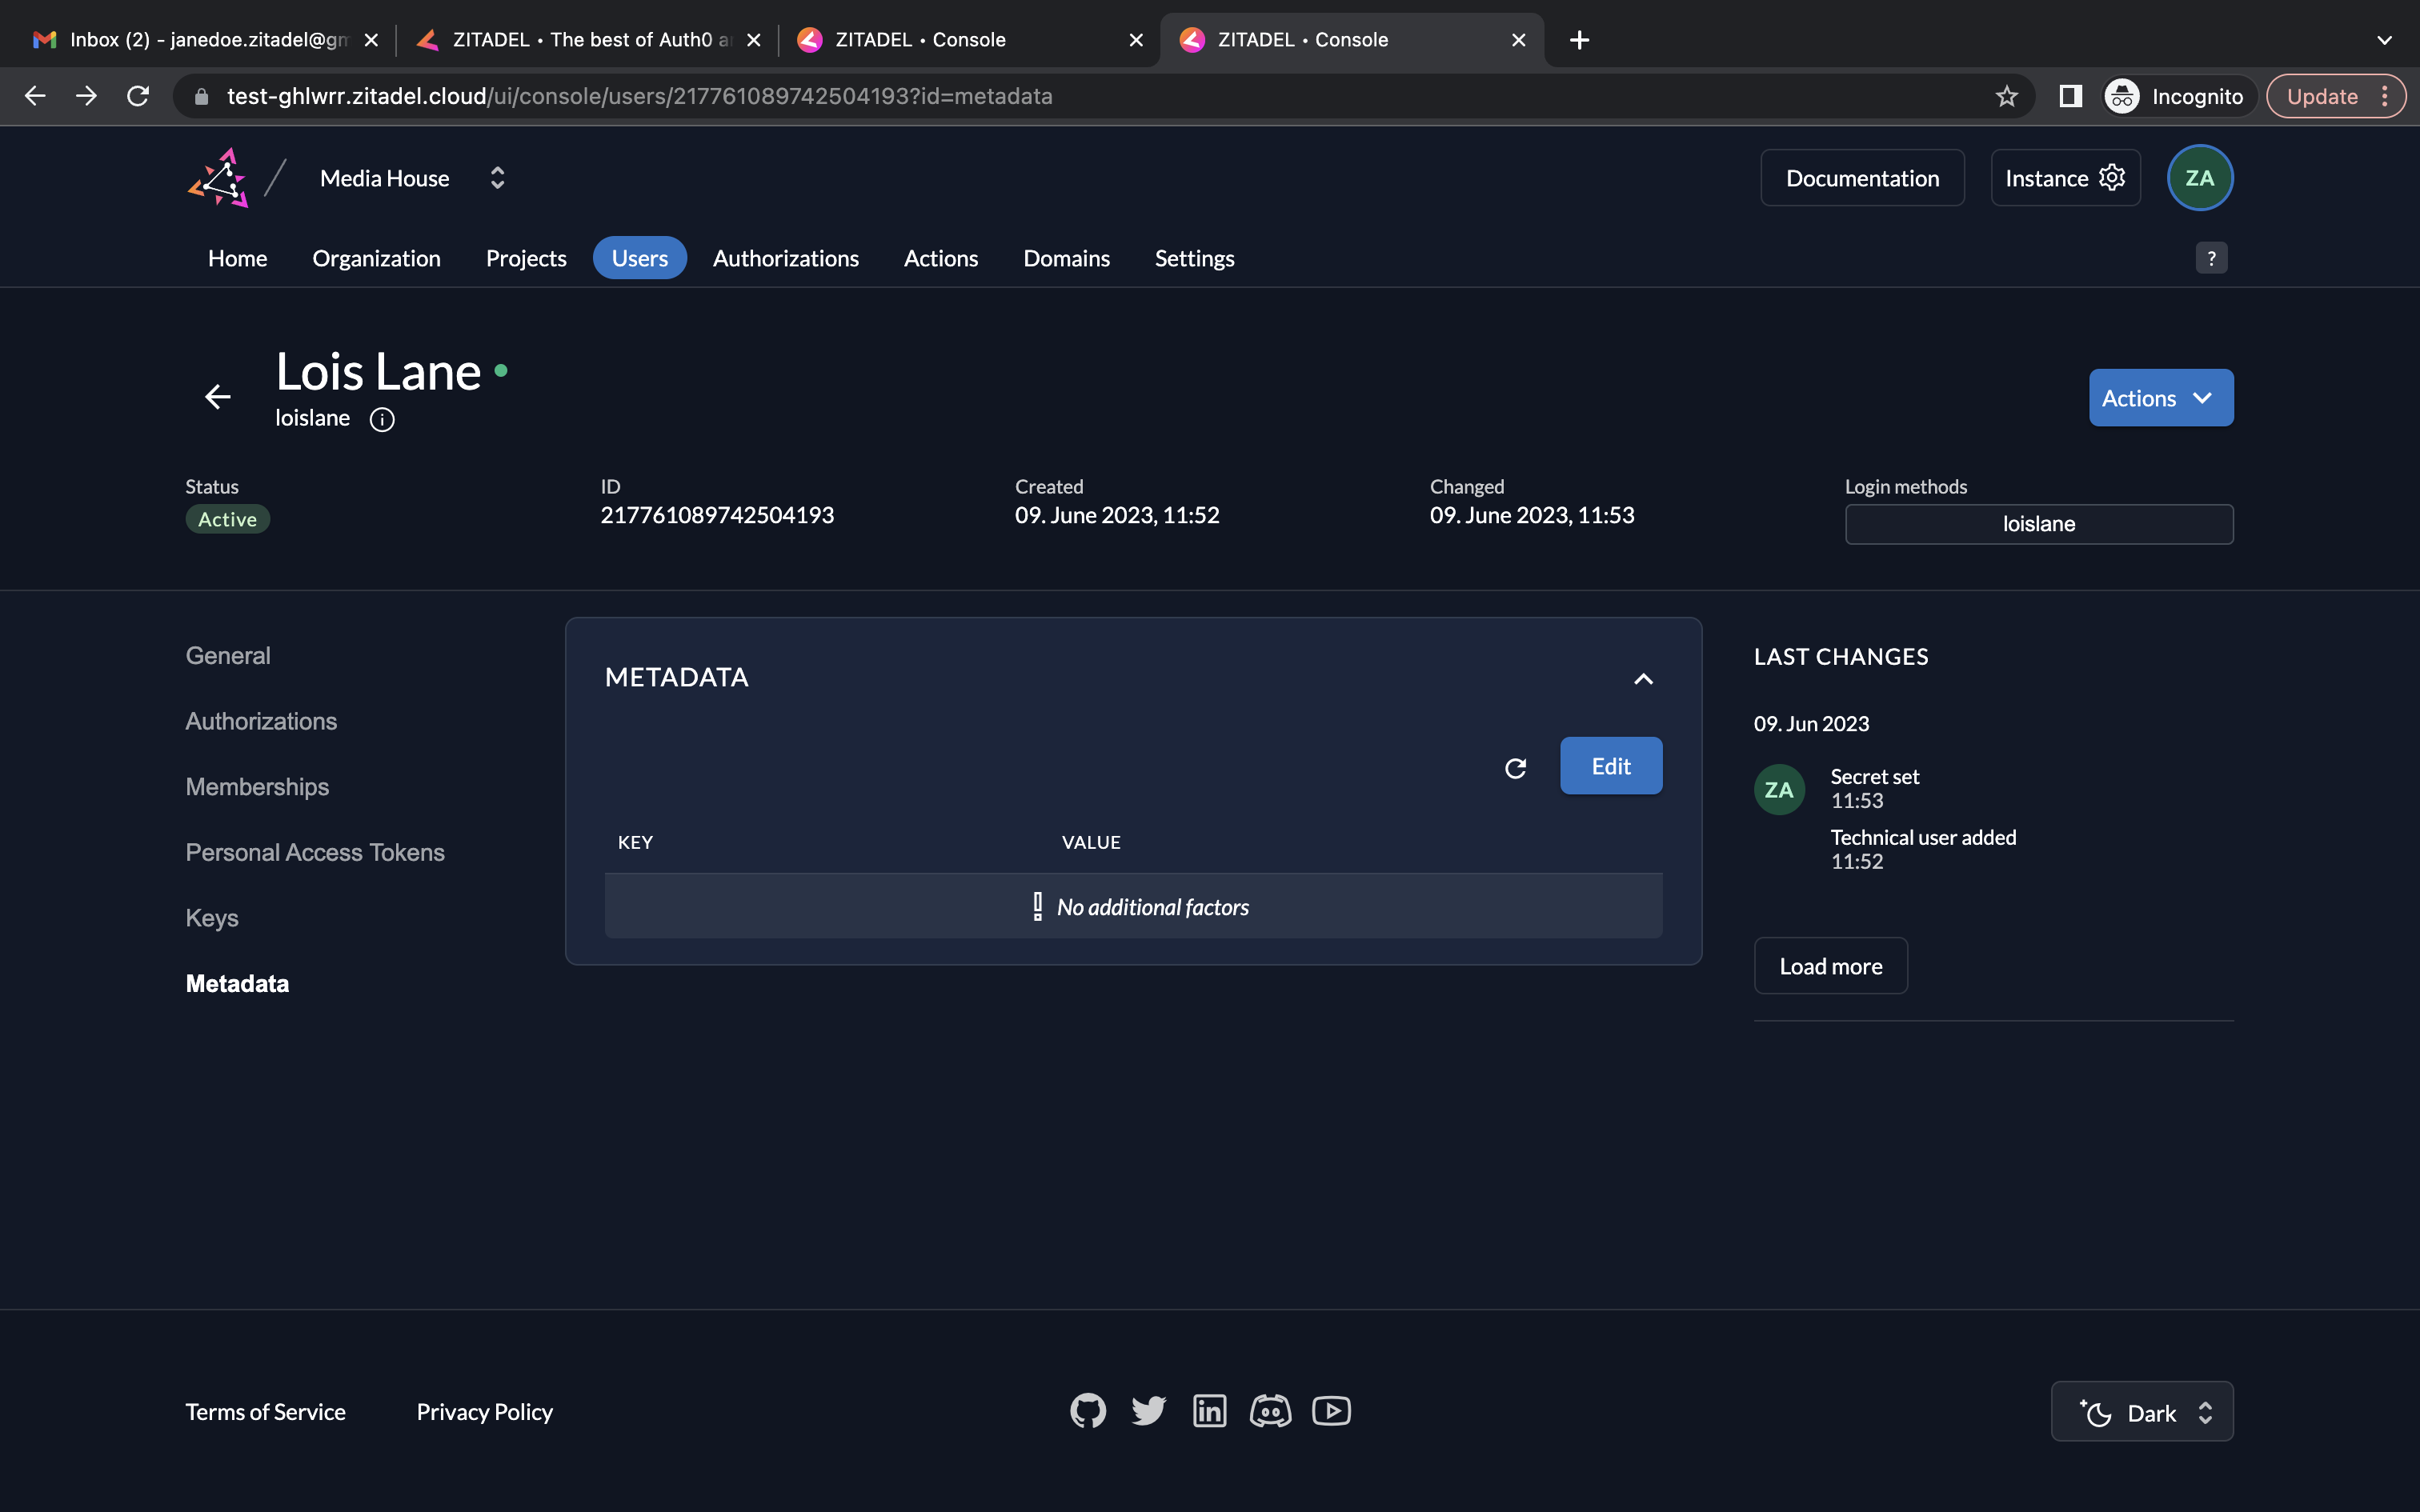 Inbox (2) - janedoe.zitadel@gm
ZITADEL • The best of Auth0 a
ZITADEL • Console
ZITADEL • Console
test-ghlwrr.zitadel.cloud/ui/console/users/217761089742504193?id=metadata
Incognito
Update
Media House
Documentation
Instance
ZA
Home
Organization
Projects
Users
Authorizations
Actions
Domains
Settings
?
Lois Lane
loislane
Actions
Status
Active
ID
217761089742504193
Created
09. June 2023, 11:52
Changed
09. June 2023, 11:53
Login methods
loislane
General
Authorizations
Memberships
Personal Access Tokens
Keys
Metadata
METADATA
Edit
KEY VALUE
No additional factors
LAST CHANGES
09. Jun 2023
ZA
Secret set
11:53
Technical user added
11:52
Load more
Terms of Service
Privacy Policy
Dark